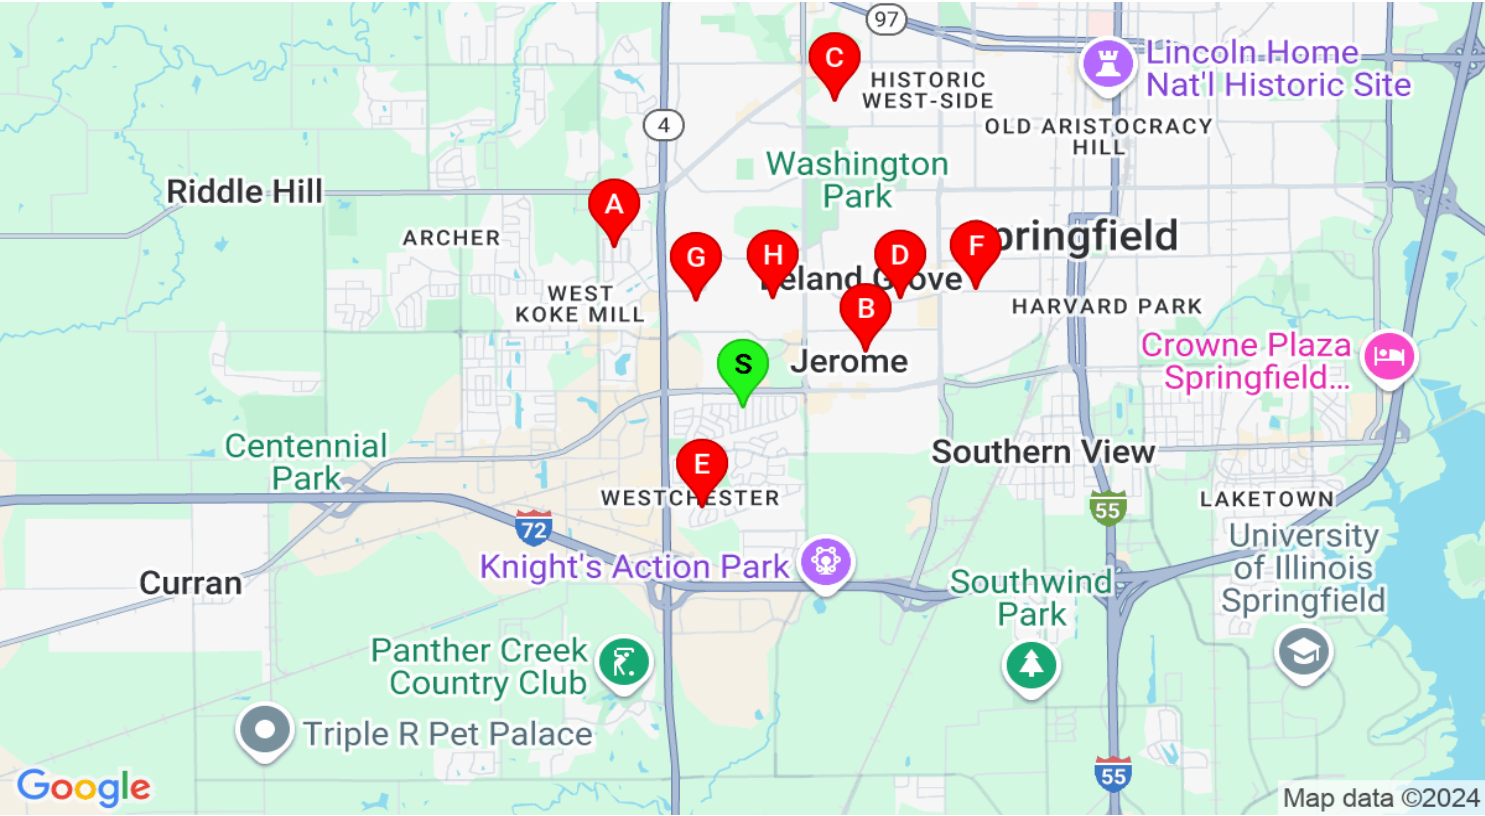 97
C
HISTORIC
WEST-SIDE
Lincoln Home
Nat'l Historic Site
4
OLD ARISTOCRACY
HILL
Washington
Park
Riddle Hill
A
ARCHER
G
H
D
F
pringfield
Leland Grove
WEST
KOKE MILL
B
HARVARD PARK
S
Jerome
Crowne Plaza
Springfield...
Centennial
Park
E
WESTCHESTER
Southern View
LAKETOWN
72
55
Knight's Action Park
University
of Illinois
Springfield
Curran
Southwind
Park
Panther Creek
Country Club
Triple R Pet Palace
55
Google
Map data ©2024